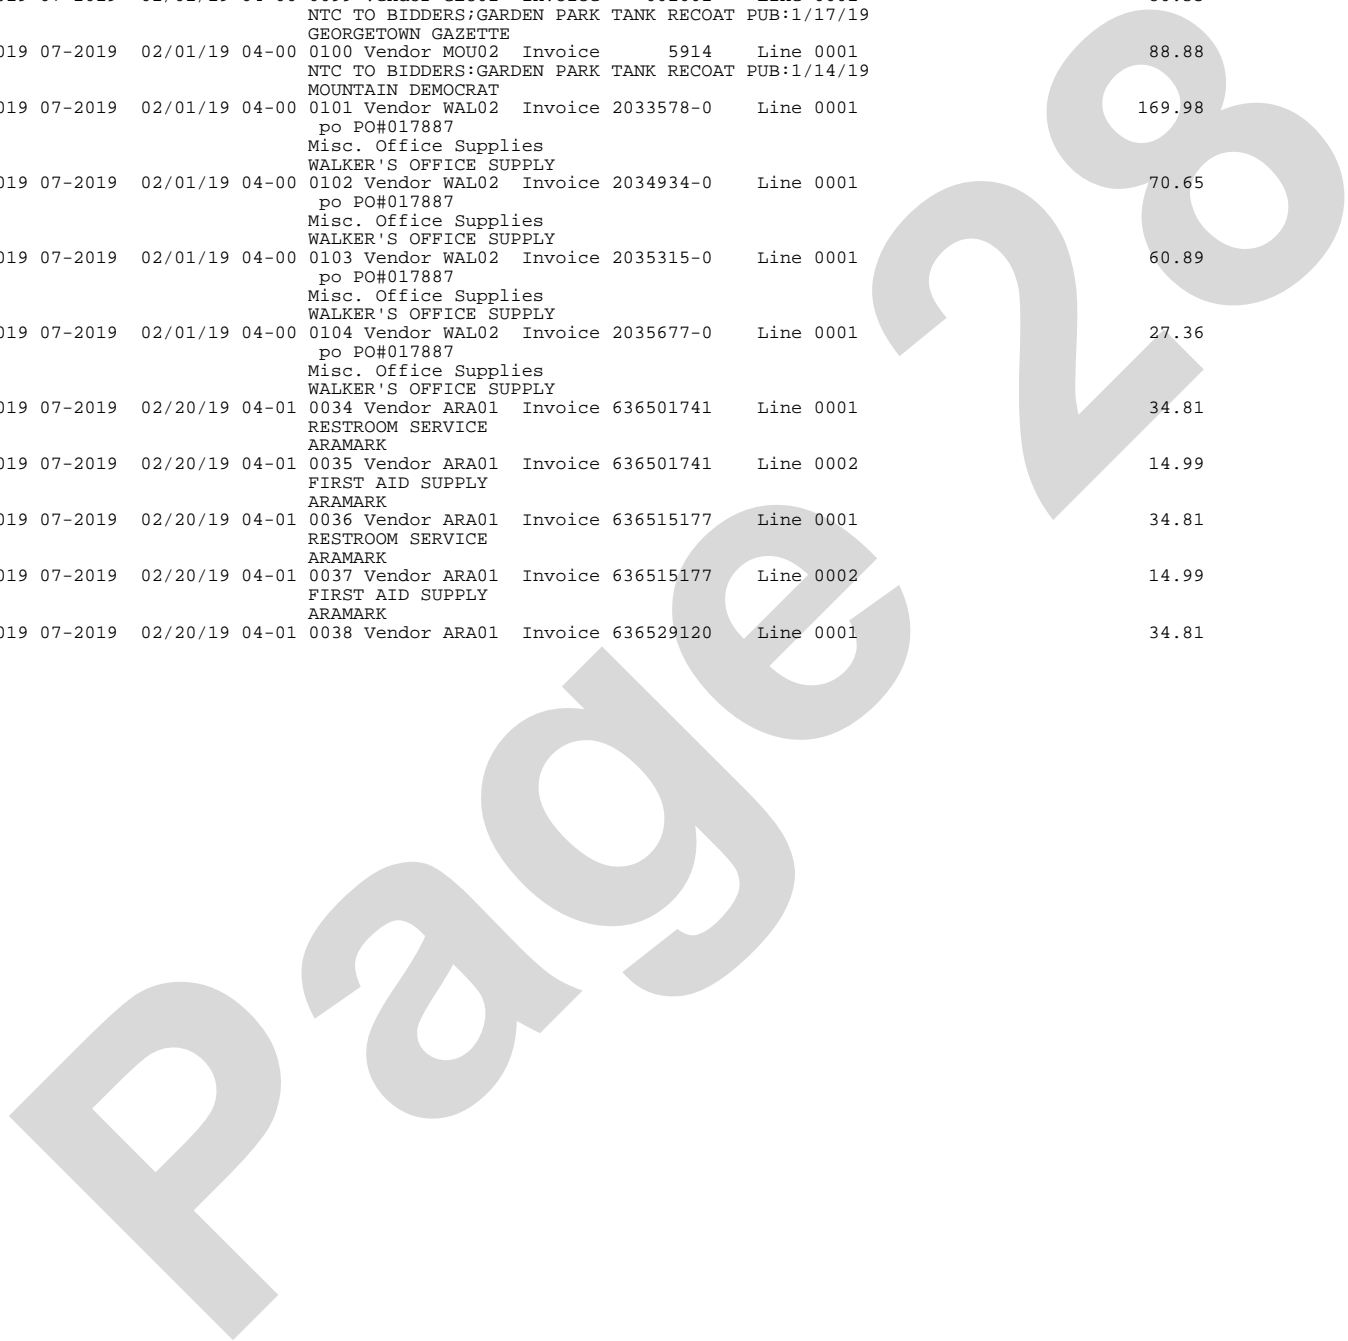 NTC TO BIDDERS;GARDEN PARK TANK RECOAT PUB:1/17/19
GEORGETOWN GAZETTE
019 07-2019 02/01/19 04-00 0100 Vendor MOU02 Invoice 5914 Line 0001 88.88
NTC TO BIDDERS:GARDEN PARK TANK RECOAT PUB:1/14/19
MOUNTAIN DEMOCRAT
019 07-2019 02/01/19 04-00 0101 Vendor WAL02 Invoice 2033578-0 Line 0001 169.98
po PO#017887
Misc. Office Supplies
WALKER'S OFFICE SUPPLY
019 07-2019 02/01/19 04-00 0102 Vendor WAL02 Invoice 2034934-0 Line 0001 70.65
po PO#017887
Misc. Office Supplies
WALKER'S OFFICE SUPPLY
019 07-2019 02/01/19 04-00 0103 Vendor WAL02 Invoice 2035315-0 Line 0001 60.89
po PO#017887
Misc. Office Supplies
WALKER'S OFFICE SUPPLY
019 07-2019 02/01/19 04-00 0104 Vendor WAL02 Invoice 2035677-0 Line 0001 27.36
po PO#017887
Misc. Office Supplies
WALKER'S OFFICE SUPPLY
019 07-2019 02/20/19 04-01 0034 Vendor ARA01 Invoice 636501741 Line 0001 34.81
RESTROOM SERVICE
ARAMARK
019 07-2019 02/20/19 04-01 0035 Vendor ARA01 Invoice 636501741 Line 0002 14.99
FIRST AID SUPPLY
ARAMARK
019 07-2019 02/20/19 04-01 0036 Vendor ARA01 Invoice 636515177 Line 0001 34.81
RESTROOM SERVICE
ARAMARK
019 07-2019 02/20/19 04-01 0037 Vendor ARA01 Invoice 636515177 Line 0002 14.99
FIRST AID SUPPLY
ARAMARK
019 07-2019 02/20/19 04-01 0038 Vendor ARA01 Invoice 636529120 Line 0001 34.81
Page 28